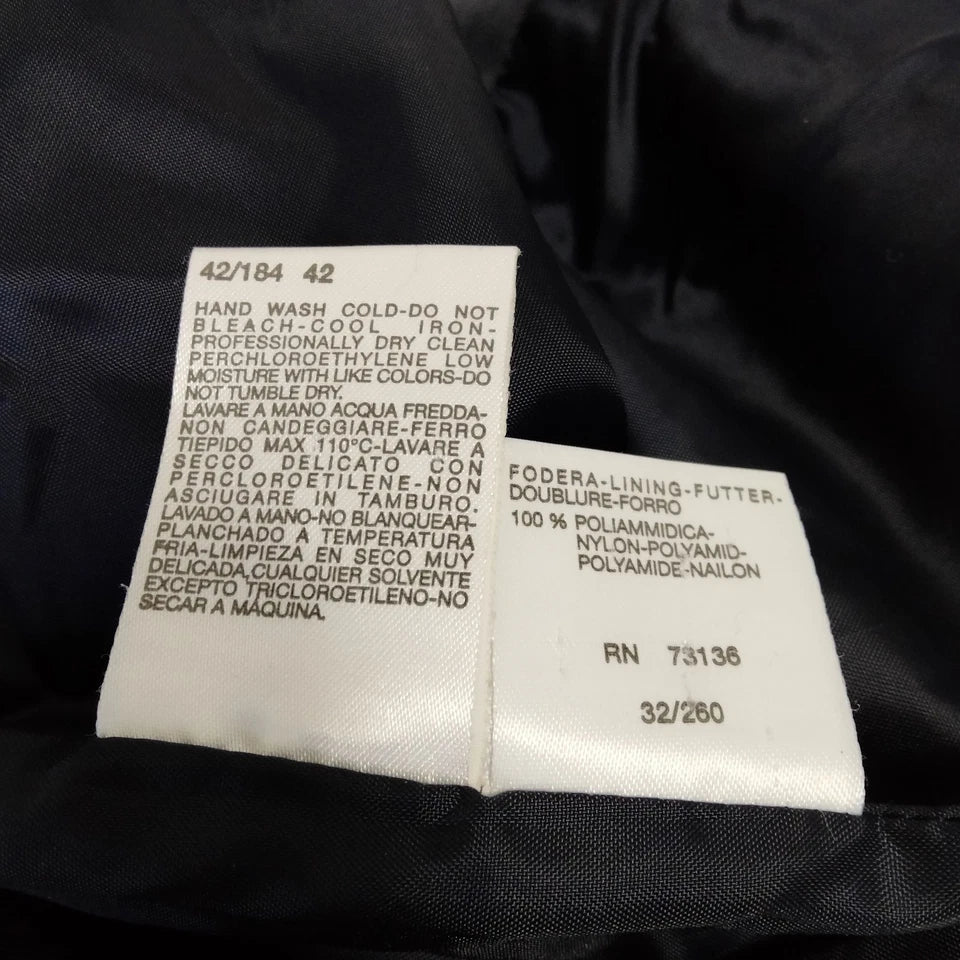 42/184 42
HAND WASH COLD-DO NOT
BLEACH-COOL IRON-
PROFESSIONALLY DRY CLEAN
PERCHLOROETHYLENE LOW
MOISTURE WITH LIKE COLORS-DO
NOT TUMBLE DRY.
LAVARE A MANO ACQUA FREDDA-
NON CANDEGGIARE-FERRO
TIEPIDO MAX 110°C-LAVARE A
SECCO DELICATO CON
PERCLOROETILENE-NON
ASCIUGARE IN TAMBURO.
LAVADO A MANO-NO BLANQUEAR-
PLANCHADO A TEMPERATURA
FRIA-LIMPIEZA EN SECO MUY
DELICADA,CUALQUIER SOLVENTE
EXCEPTO TRICLOROETILENO-NO
SECAR A MAQUINA.
FODERA-LINING-FUTTER-
DOUBLURE-FORRO
100 % POLIAMMIDICA-
NYLON-POLYAMID-
POLYAMIDE-NAILON
RN 73136
32/260